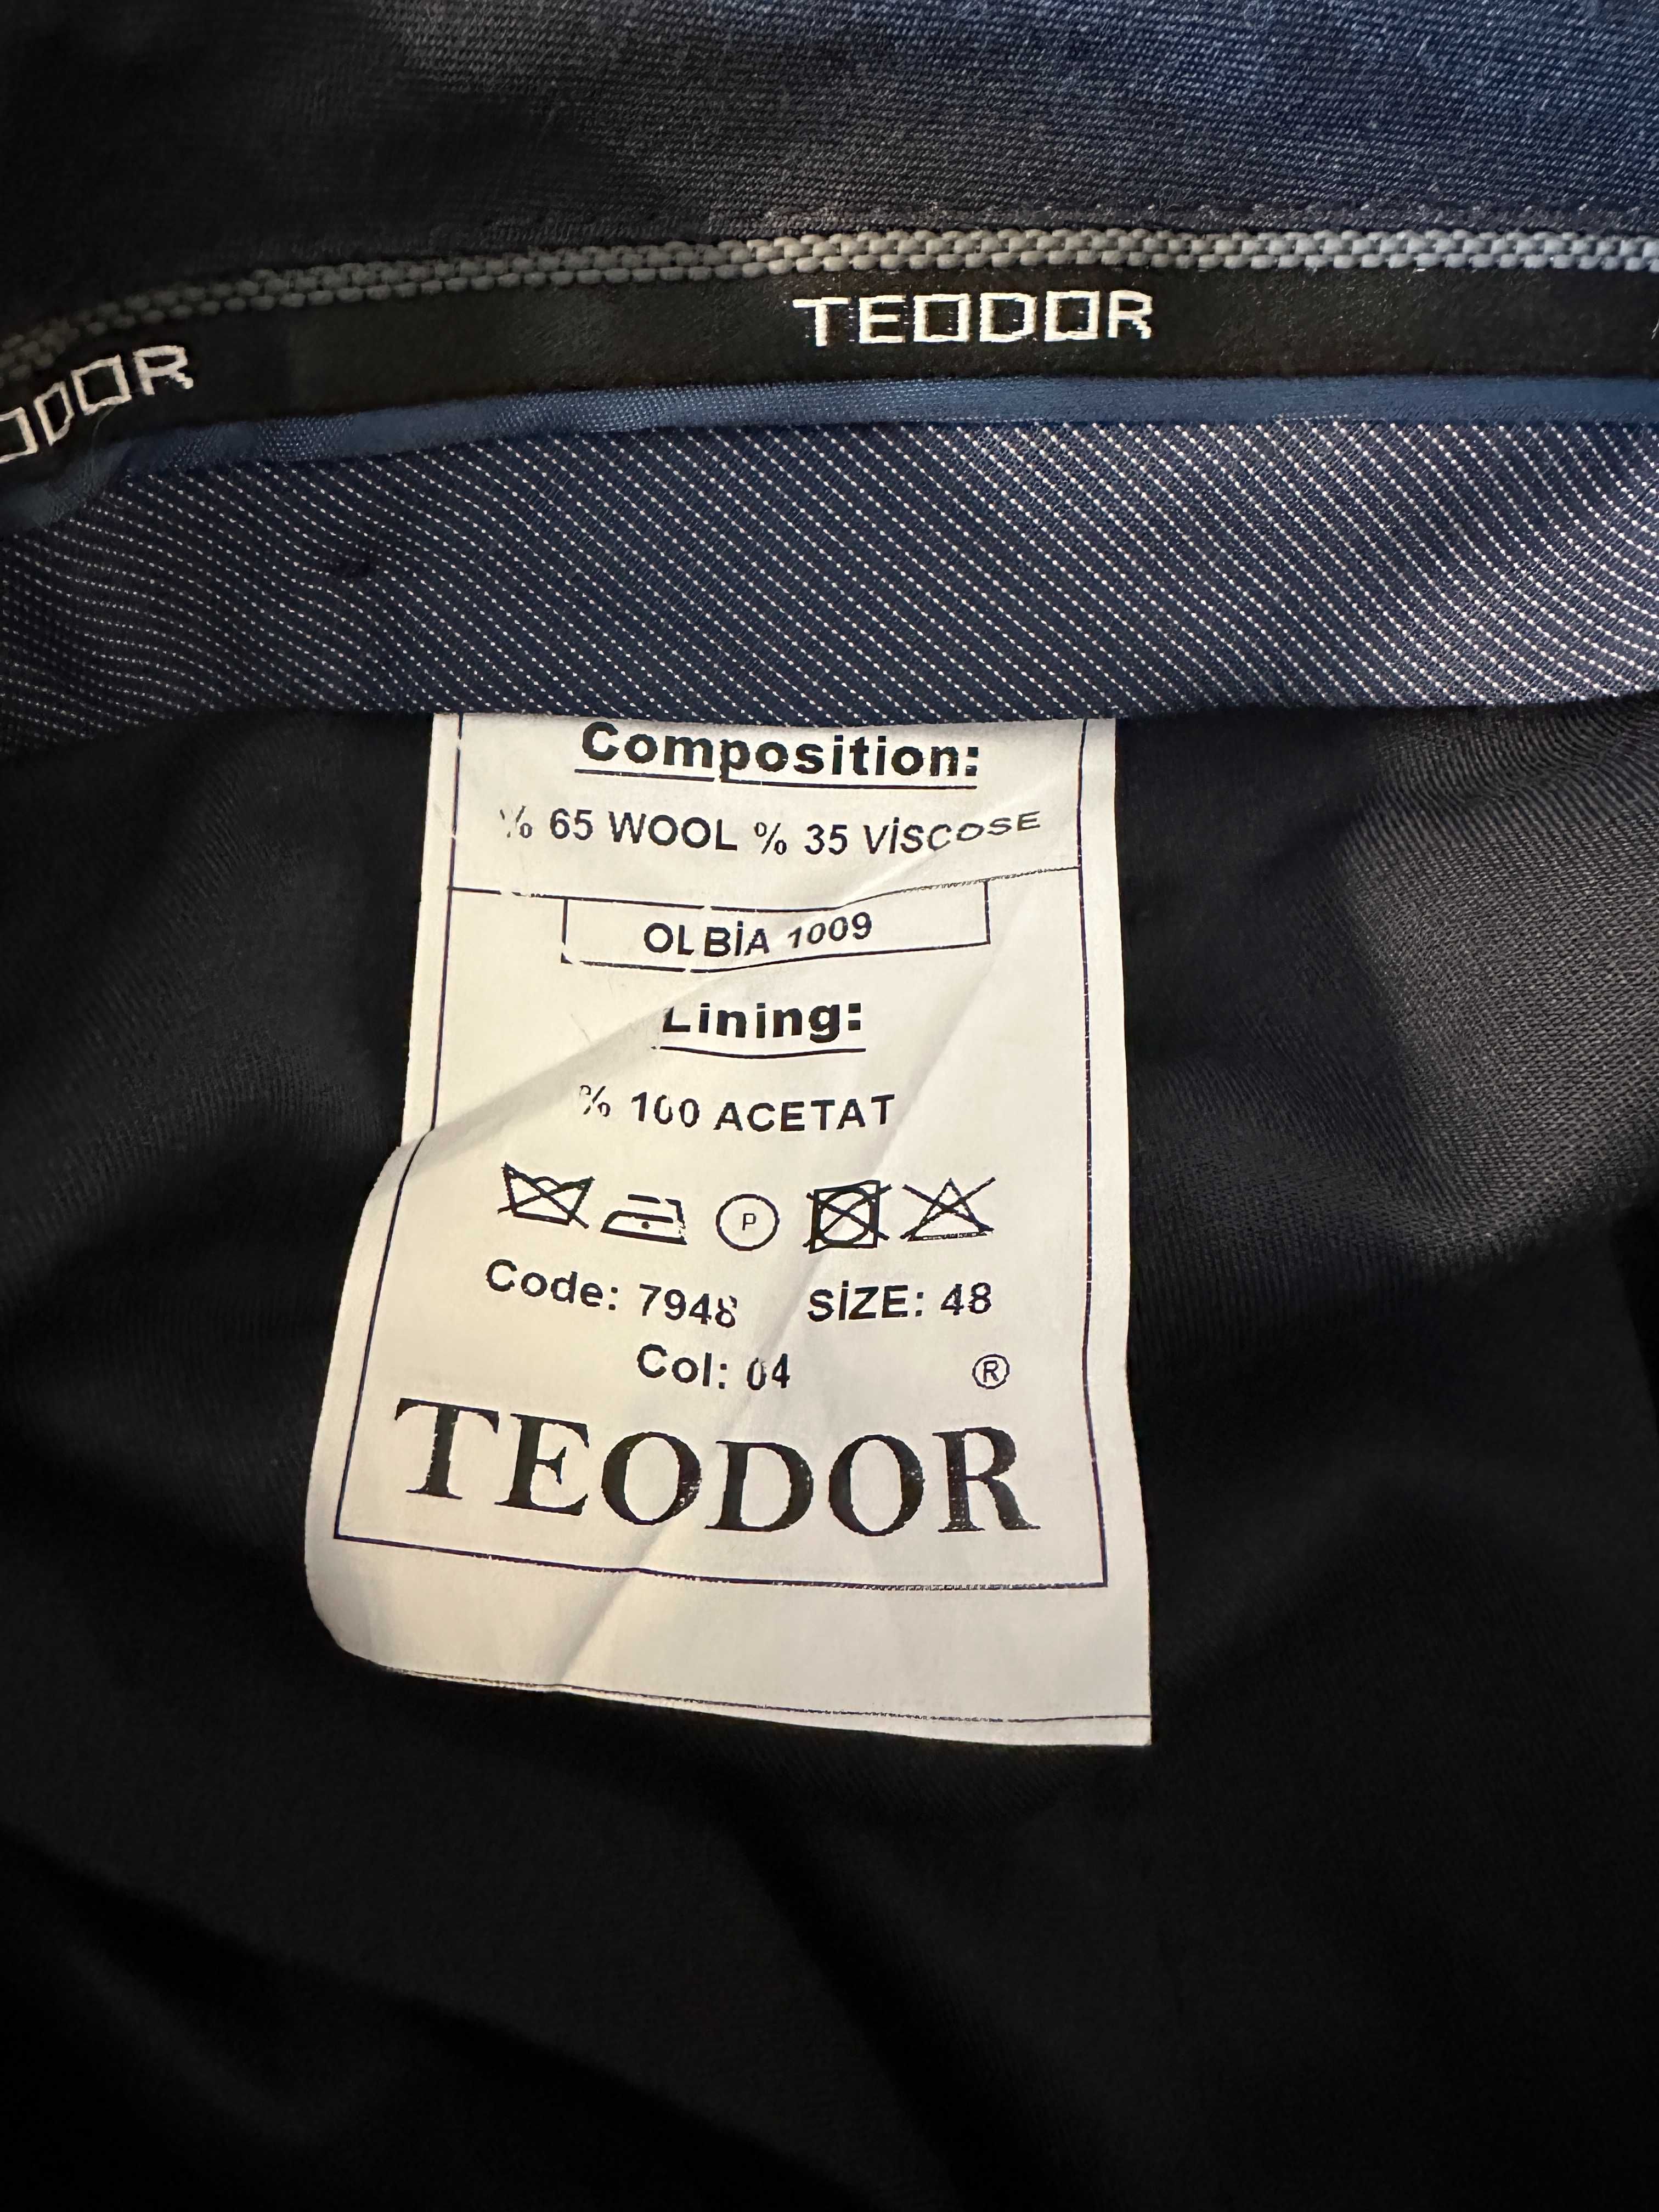 TEODOR
ODOR
Composition:
% 65 WOOL % 35 VİSCOSE
OLBİA 1009
Lining:
% 100 ACETAT
P
Code: 7948 SİZE: 48
Col: 04 ®
TEODOR